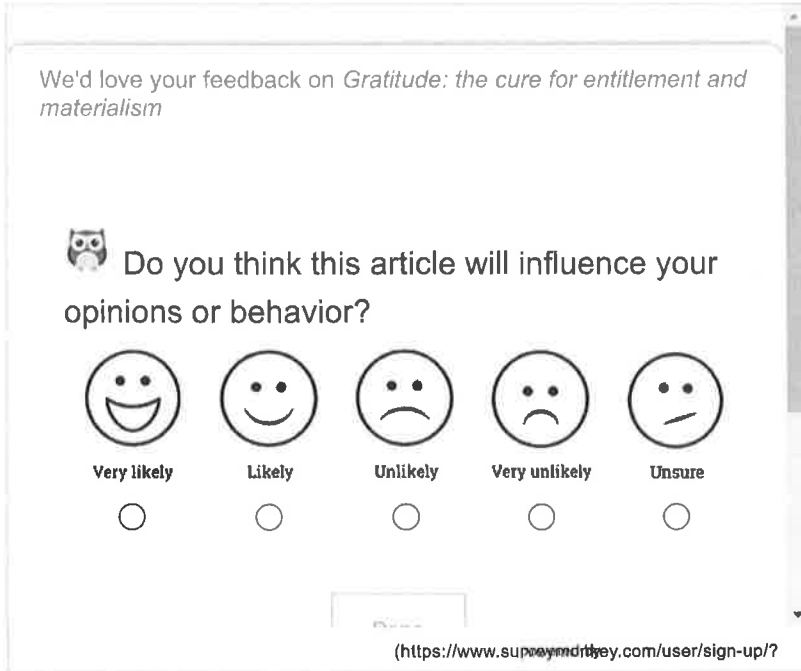 We'd love your feedback on Gratitude: the cure for entitlement and
materialism
Do you think this article will influence your
opinions or behavior?
Very likely Likely Unlikely Very unlikely Unsure
Done